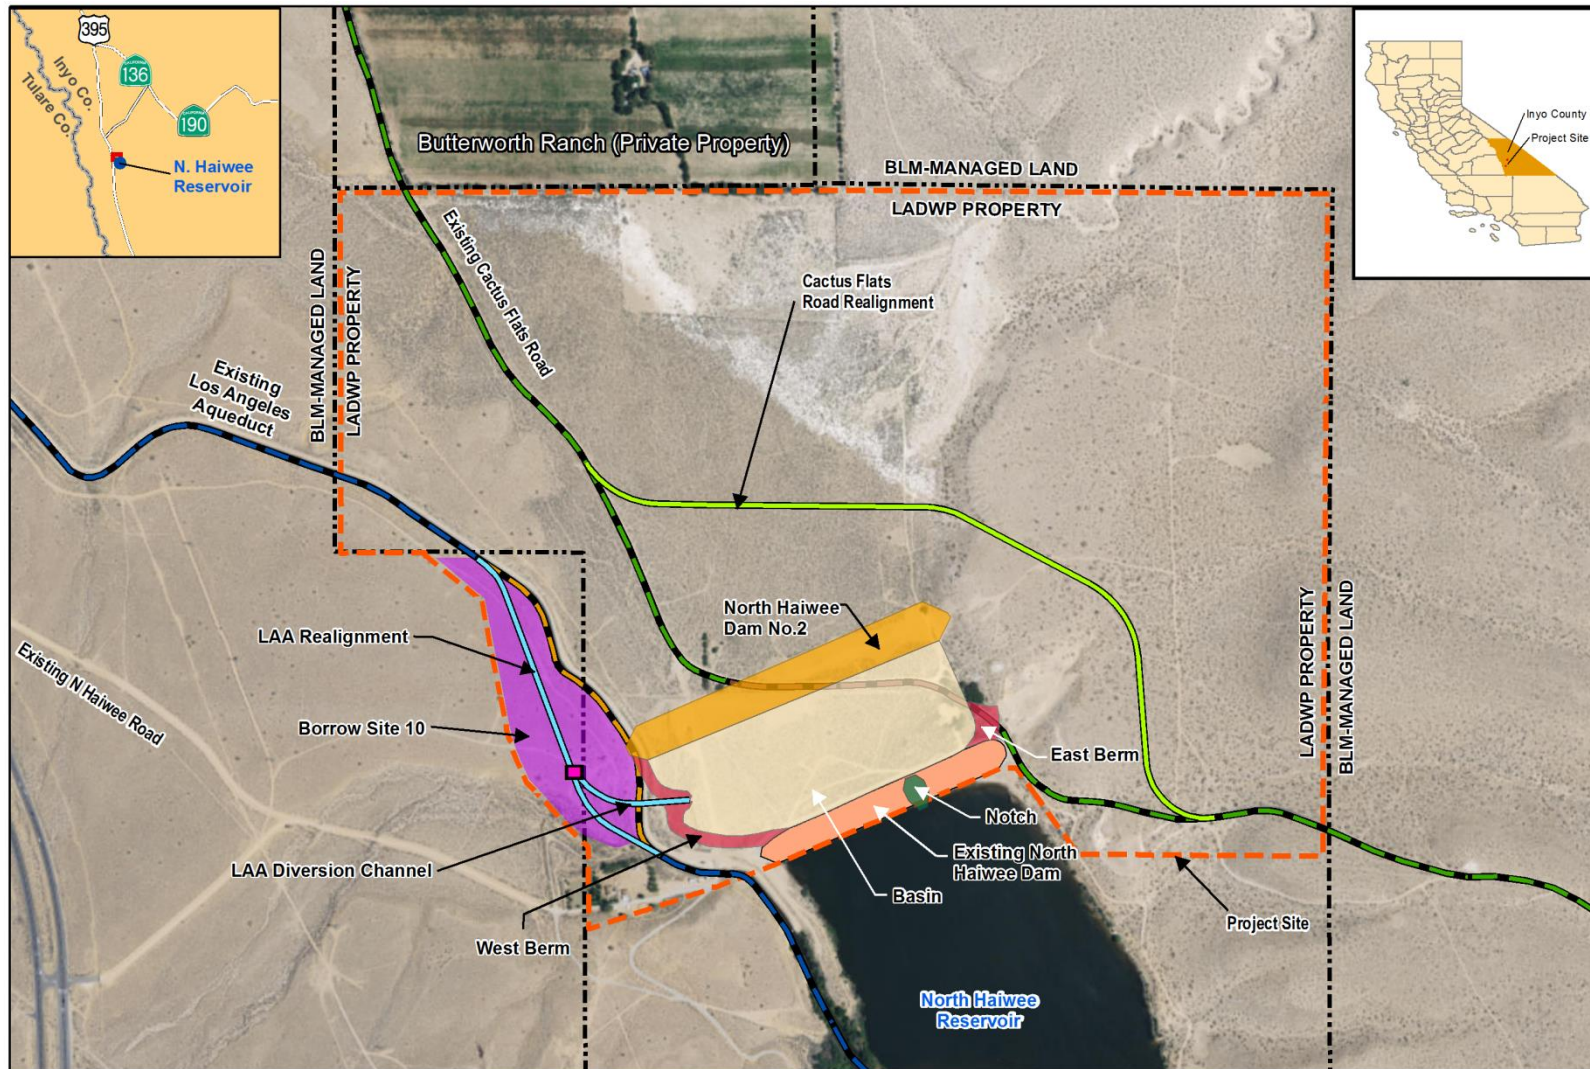 395
Inyo Co.
Tulare Co.
CALIFORNIA
136
CALIFORNIA
190
N. Haiwee
Reservoir
Inyo County
Project Site
Butterworth Ranch (Private Property)
BLM-MANAGED LAND
LADWP PROPERTY
BLM-MANAGED LAND
LADWP PROPERTY
Existing Cactus Flats Road
Cactus Flats
Road Realignment
Existing
Los Angeles
Aqueduct
LADWP PROPERTY
BLM-MANAGED LAND
North Haiwee
Dam No.2
LAA Realignment
Existing N Haiwee Road
Borrow Site 10
East Berm
Notch
LAA Diversion Channel
Existing North
Haiwee Dam
Basin
West Berm
Project Site
North Haiwee
Reservoir